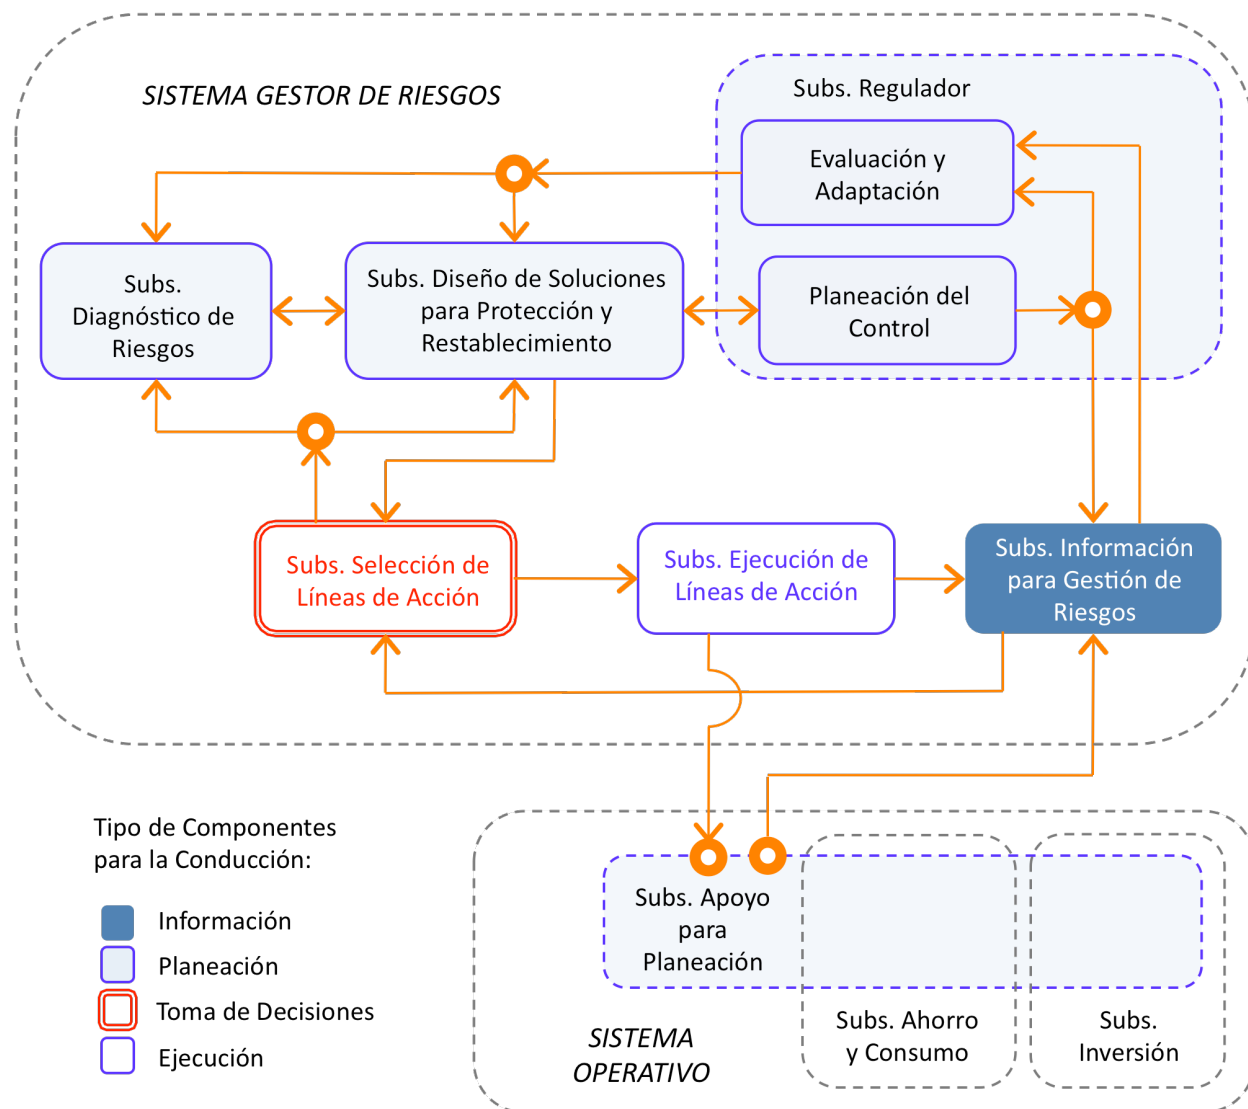 SISTEMA GESTOR DE RIESGOS
Subs. Regulador
Evaluación y
Adaptación
Subs.
Diagnóstico de
Riesgos
Subs. Diseño de Soluciones
para Protección y
Restablecimiento
Planeación del
Control
Subs. Selección de
Líneas de Acción
Subs. Ejecución de
Líneas de Acción
Subs. Información
para Gestión de
Riesgos
Tipo de Componentes
para la Conducción:
Información
Planeación
Toma de Decisiones
Ejecución
Subs. Apoyo
para
Planeación
SISTEMA
OPERATIVO
Subs. Ahorro
y Consumo
Subs.
Inversión